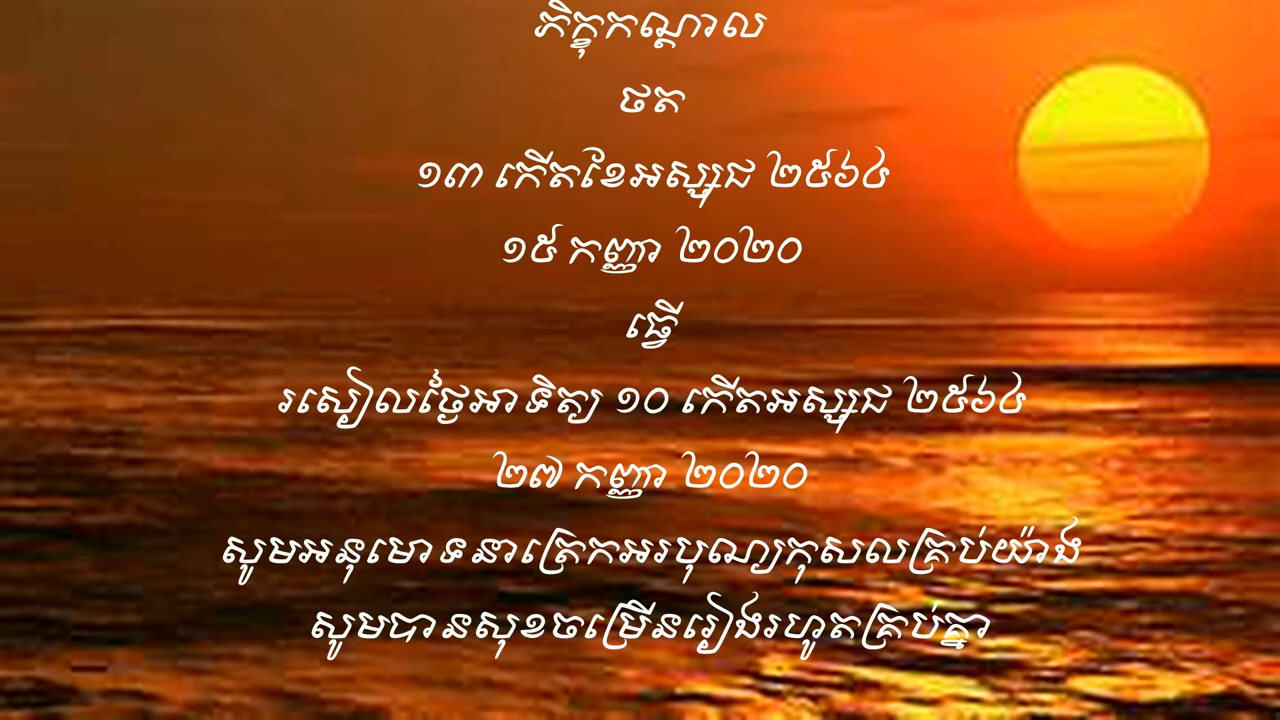 ភិក្ខុកណ្តាល
ថត
១៣ កើតខែអស្សុជ ២៥៦៤
១៥ កញ្ញា ២០២០
ធ្វើ
រសៀលថ្ងៃអាទិត្យ ១០ កើតអស្សុជ ២៥៦៤
២៧ កញ្ញា ២០២០
សូមអនុមោទនាត្រេកអរបុណ្យកុសលគ្រប់យ៉ាង
សូមបានសុខចម្រើនរៀងរហូតគ្រប់គ្នា